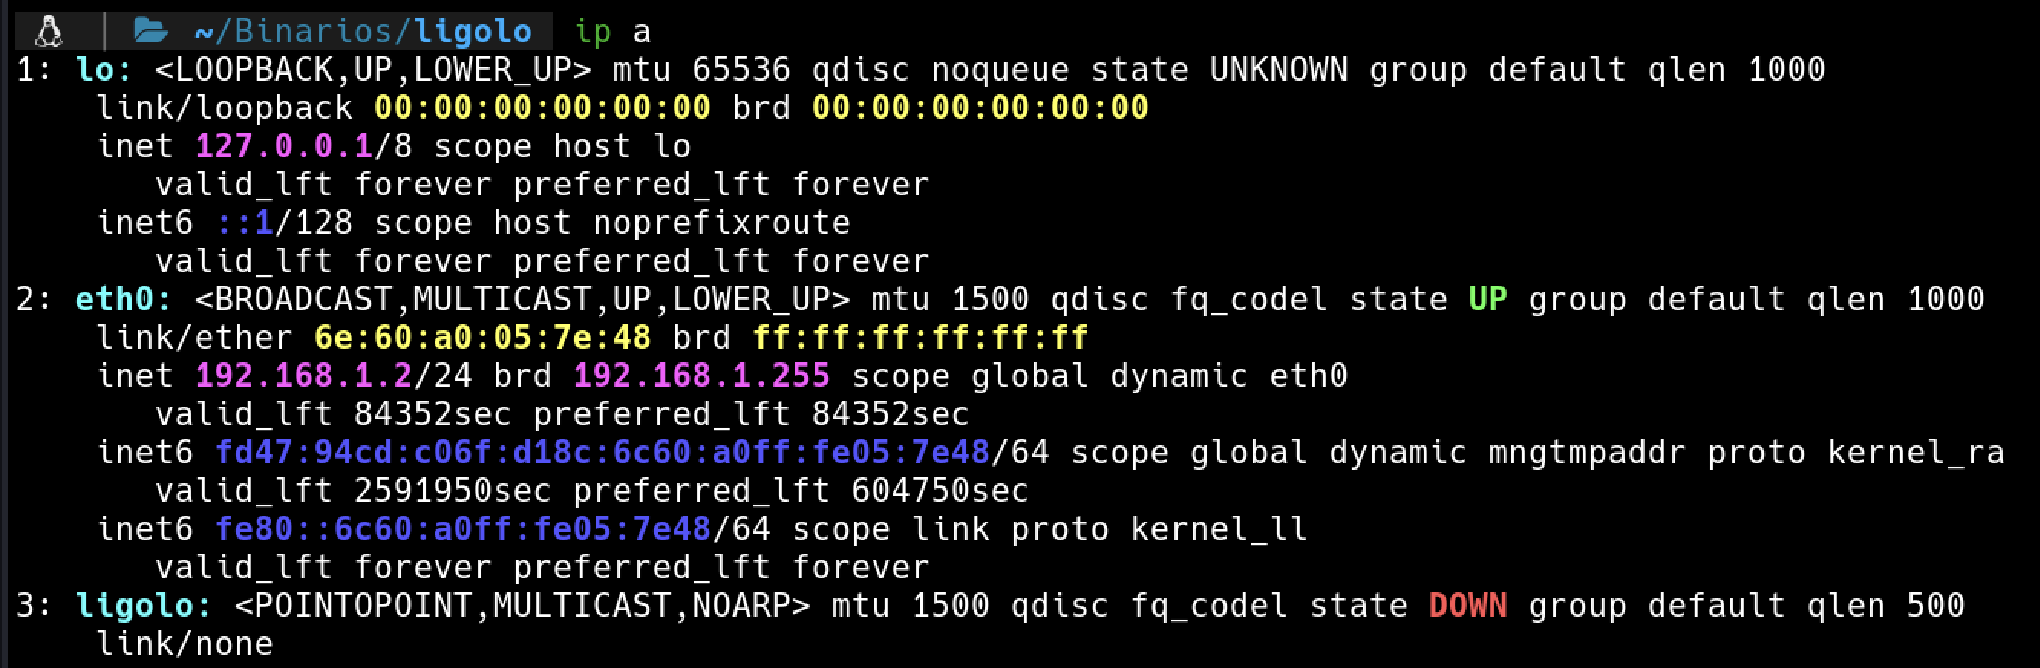 ~/Binarios/ligolo ip a
1: lo: <LOOPBACK,UP,LOWER_UP> mtu 65536 qdisc noqueue state UNKNOWN group default qlen 1000
link/loopback 00:00:00:00:00:00 brd 00:00:00:00:00:00
inet 127.0.0.1/8 scope host lo
valid_lft forever preferred_lft forever
inet6 ::1/128 scope host noprefixroute
valid_lft forever preferred_lft forever
2: eth0: <BROADCAST,MULTICAST,UP,LOWER_UP> mtu 1500 qdisc fq_codel state UP group default qlen 1000
link/ether 6e:60:a0:05:7e:48 brd ff:ff:ff:ff:ff:ff
inet 192.168.1.2/24 brd 192.168.1.255 scope global dynamic eth0
valid_lft 84352sec preferred_lft 84352sec
inet6 fd47:94cd:c06f:d18c:6c60:a0ff:fe05:7e48/64 scope global dynamic mngtmpaddr proto kernel_ra
valid_lft 2591950sec preferred_lft 604750sec
inet6 fe80::6c60:a0ff:fe05:7e48/64 scope link proto kernel_ll
valid_lft forever preferred_lft forever
3: ligolo: <POINTOPOINT,MULTICAST,NOARP> mtu 1500 qdisc fq_codel state DOWN group default qlen 500
link/none